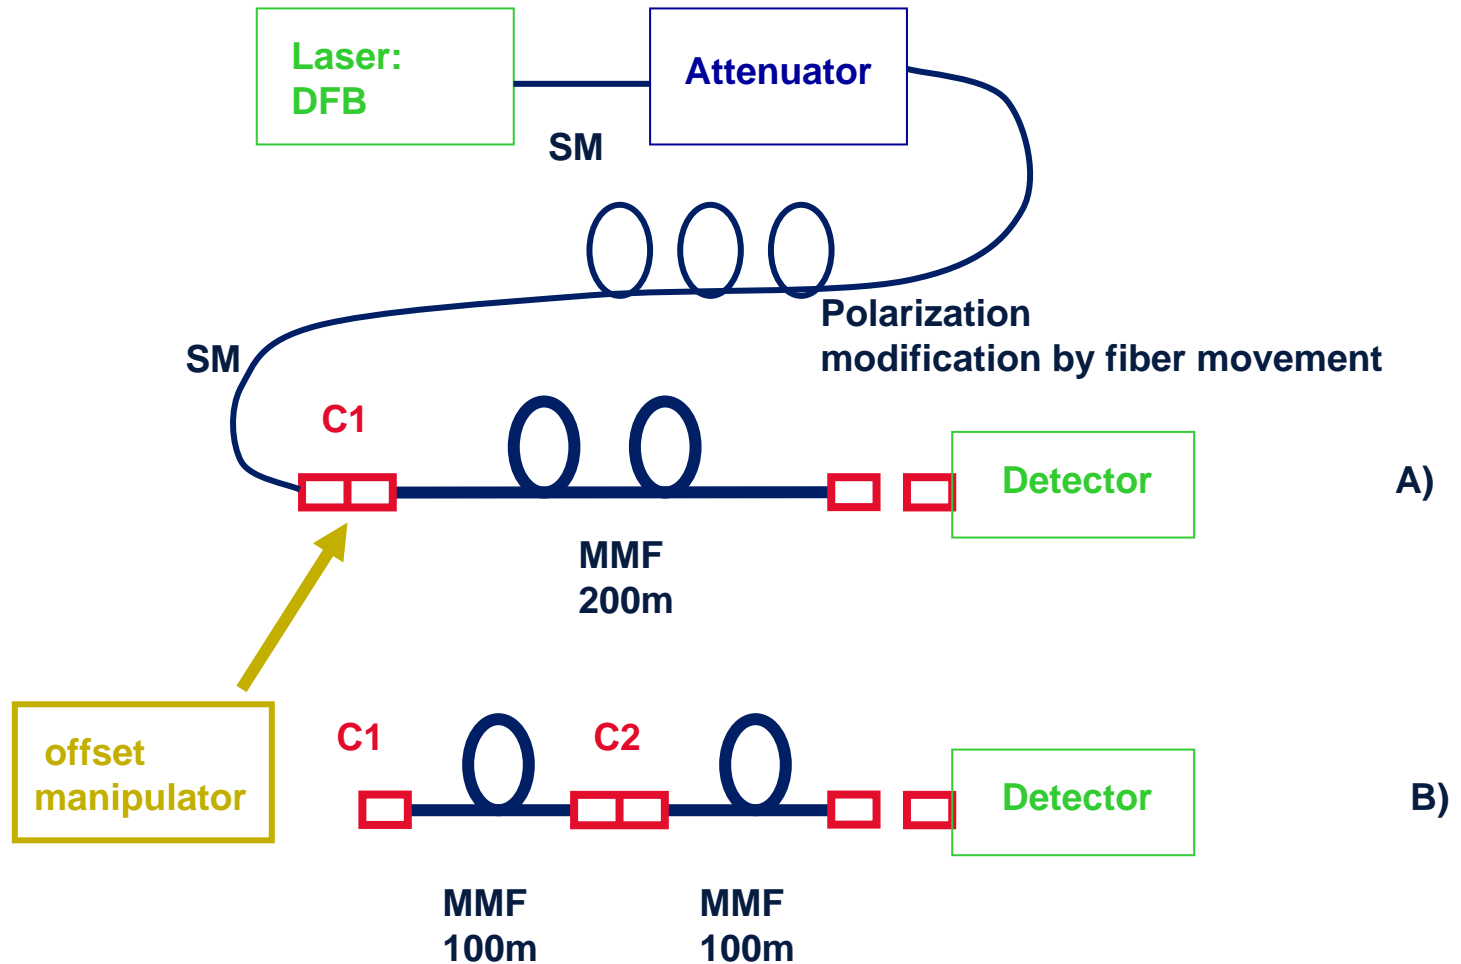 Laser:
DFB
Attenuator
SM
Polarization
modification by fiber movement
SM
C1
Detector
A)
MMF
200m
offset
manipulator
C1
C2
Detector
B)
MMF
100m
MMF
100m